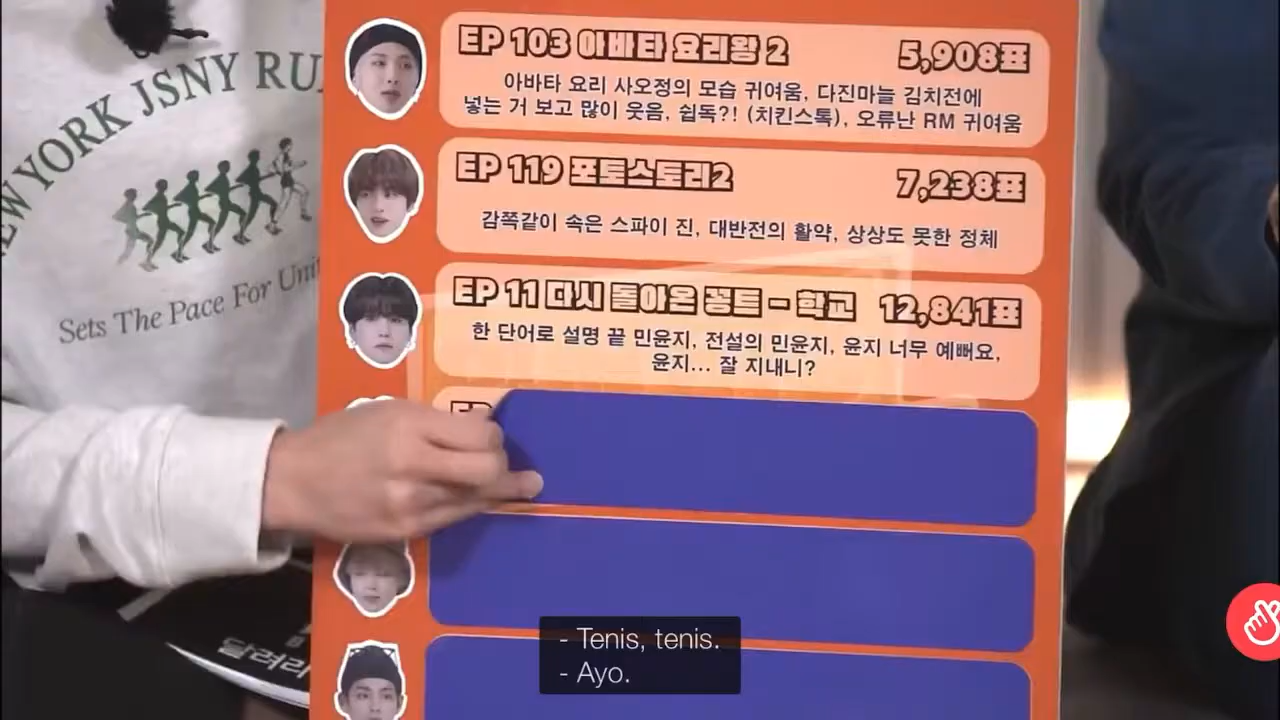 NEW YORK JSNY RU
Sets The Pace For Unit
EP 103 아바타 요리왕 2 5,908표
아바타 요리 사오정의 모습 귀여움, 다진마늘 김치전에
넣는 거 보고 많이 웃음, 쉽독?! (치킨스톡), 오류난 RM 귀여움
EP 119 포토스토리2 7,238표
감쪽같이 속은 스파이 진, 대반전의 활약, 상상도 못한 정체
EP 11 다시 돌아온 꽁트 - 학교 12,841표
한 단어로 설명 끝 민윤지, 전설의 민윤지, 윤지 너무 예뻐요,
윤지... 잘 지내니?
EP
달려라
- Tenis, tenis.
- Ayo.